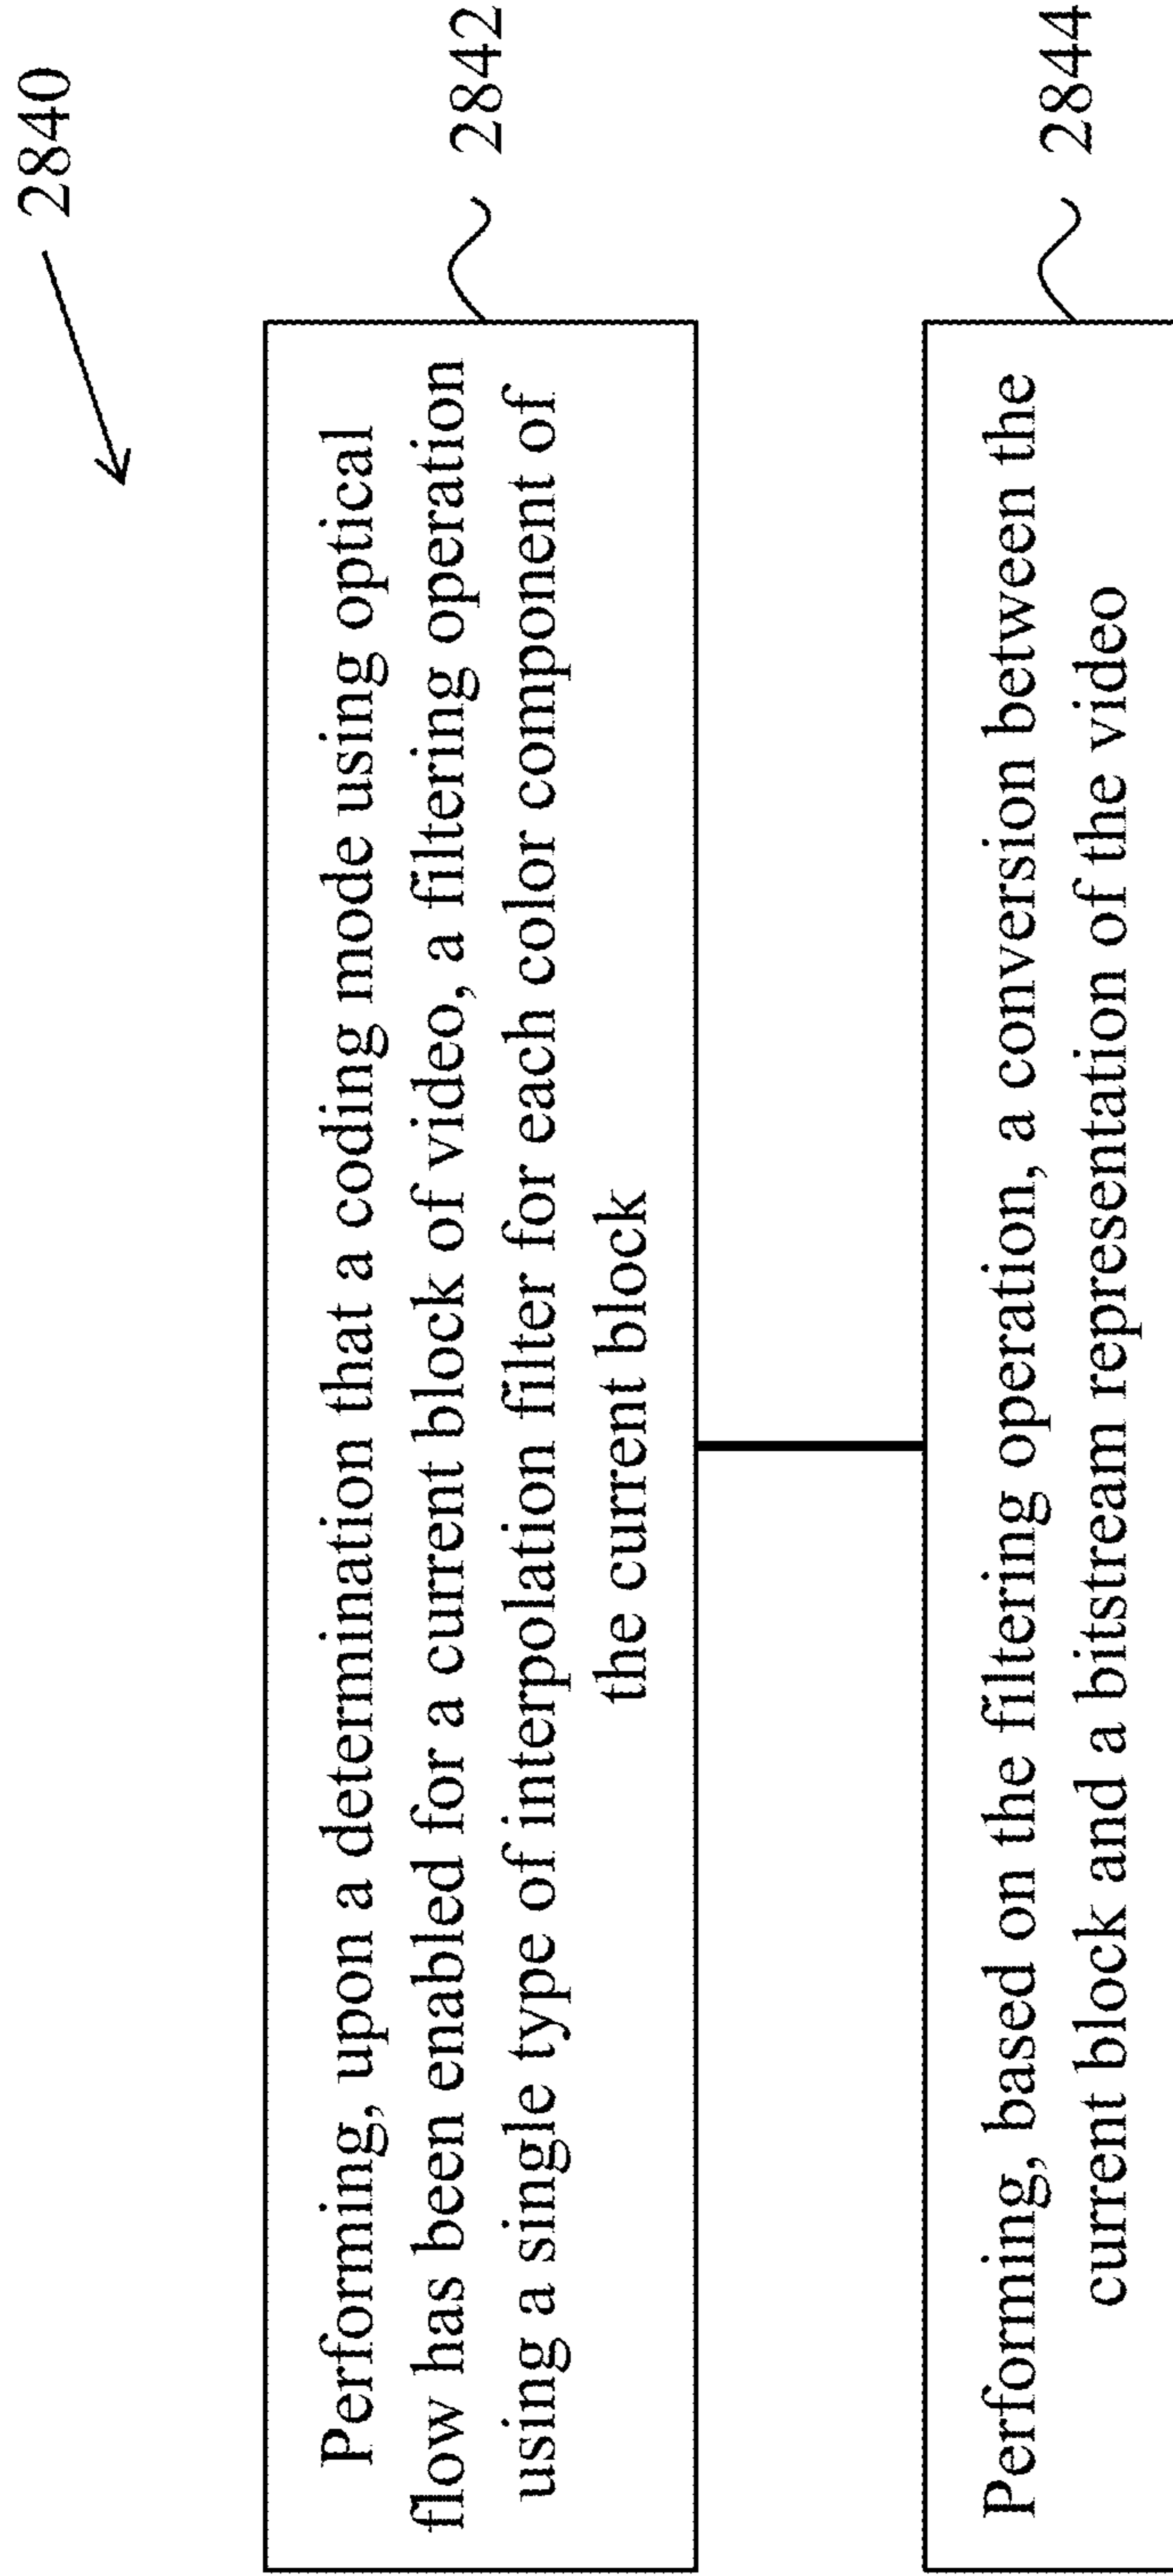 2840
Performing, upon a determination that a coding mode using optical
flow has been enabled for a current block of video, a filtering operation
using a single type of interpolation filter for each color component of
the current block
2842
Performing, based on the filtering operation, a conversion between the
current block and a bitstream representation of the video
2844